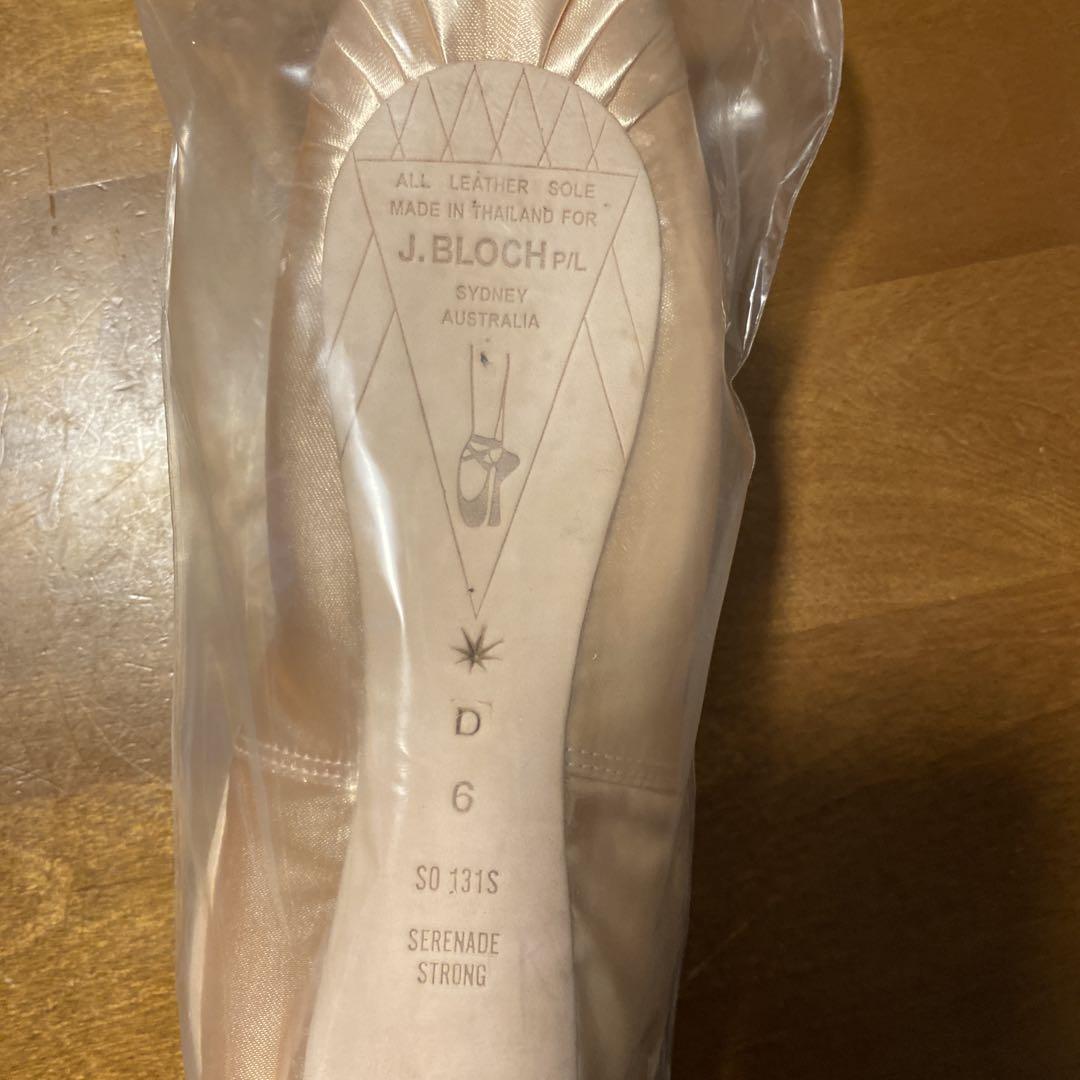 ALL LEATHER SOLE
MADE IN THAILAND FOR
J.BLOCH P/L
SYDNEY
AUSTRALIA
D
6
SO 131S
SERENADE
STRONG